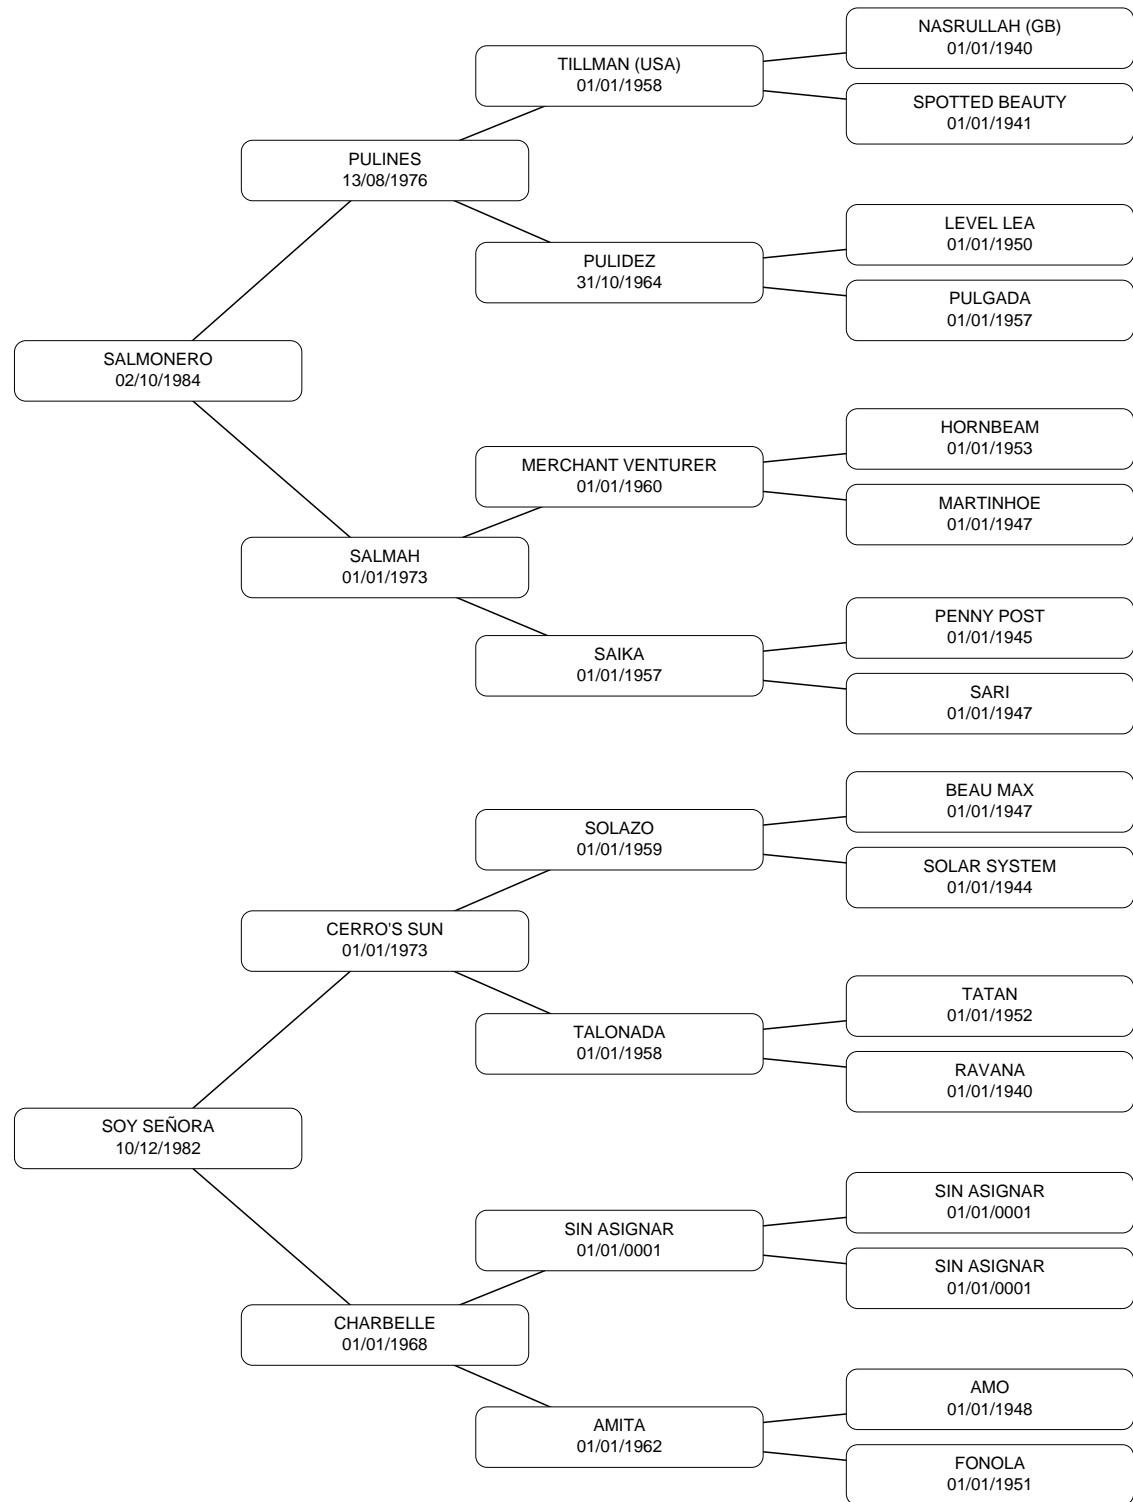 NASRULLAH (GB)
01/01/1940
TILLMAN (USA)
01/01/1958
SPOTTED BEAUTY
01/01/1941
PULINES
13/08/1976
LEVEL LEA
01/01/1950
PULIDEZ
31/10/1964
PULGADA
01/01/1957
SALMONERO
02/10/1984
HORNBEAM
01/01/1953
MERCHANT VENTURER
01/01/1960
MARTINHOE
01/01/1947
SALMAH
01/01/1973
PENNY POST
01/01/1945
SAIKA
01/01/1957
SARI
01/01/1947
BEAU MAX
01/01/1947
SOLAZO
01/01/1959
SOLAR SYSTEM
01/01/1944
CERRO'S SUN
01/01/1973
TATAN
01/01/1952
TALONADA
01/01/1958
RAVANA
01/01/1940
SOY SEÑORA
10/12/1982
SIN ASIGNAR
01/01/0001
SIN ASIGNAR
01/01/0001
SIN ASIGNAR
01/01/0001
CHARBELLE
01/01/1968
AMO
01/01/1948
AMITA
01/01/1962
FONOLA
01/01/1951